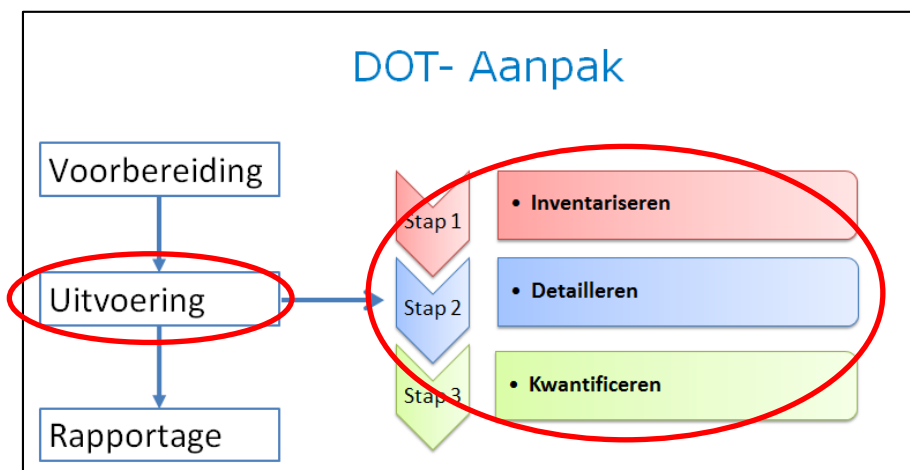 DOT- Aanpak
Voorbereiding
Uitvoering
Rapportage
Stap 1
• Inventariseren
Stap 2
• Detailleren
Stap 3
• Kwantificeren